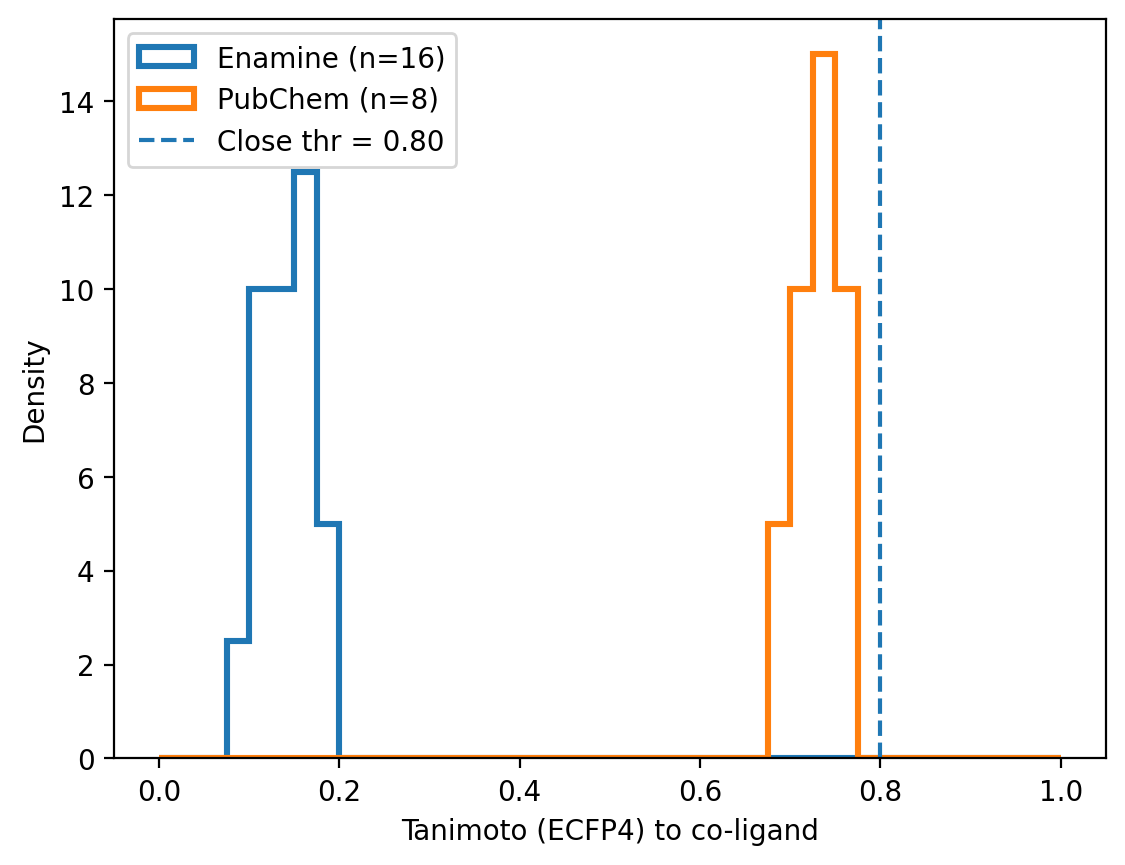 Enamine (n=16)
PubChem (n=8)
Close thr = 0.80
14
12
10
8
6
4
2
0
Density
0.0 0.2 0.4 0.6 0.8 1.0
Tanimoto (ECFP4) to co-ligand